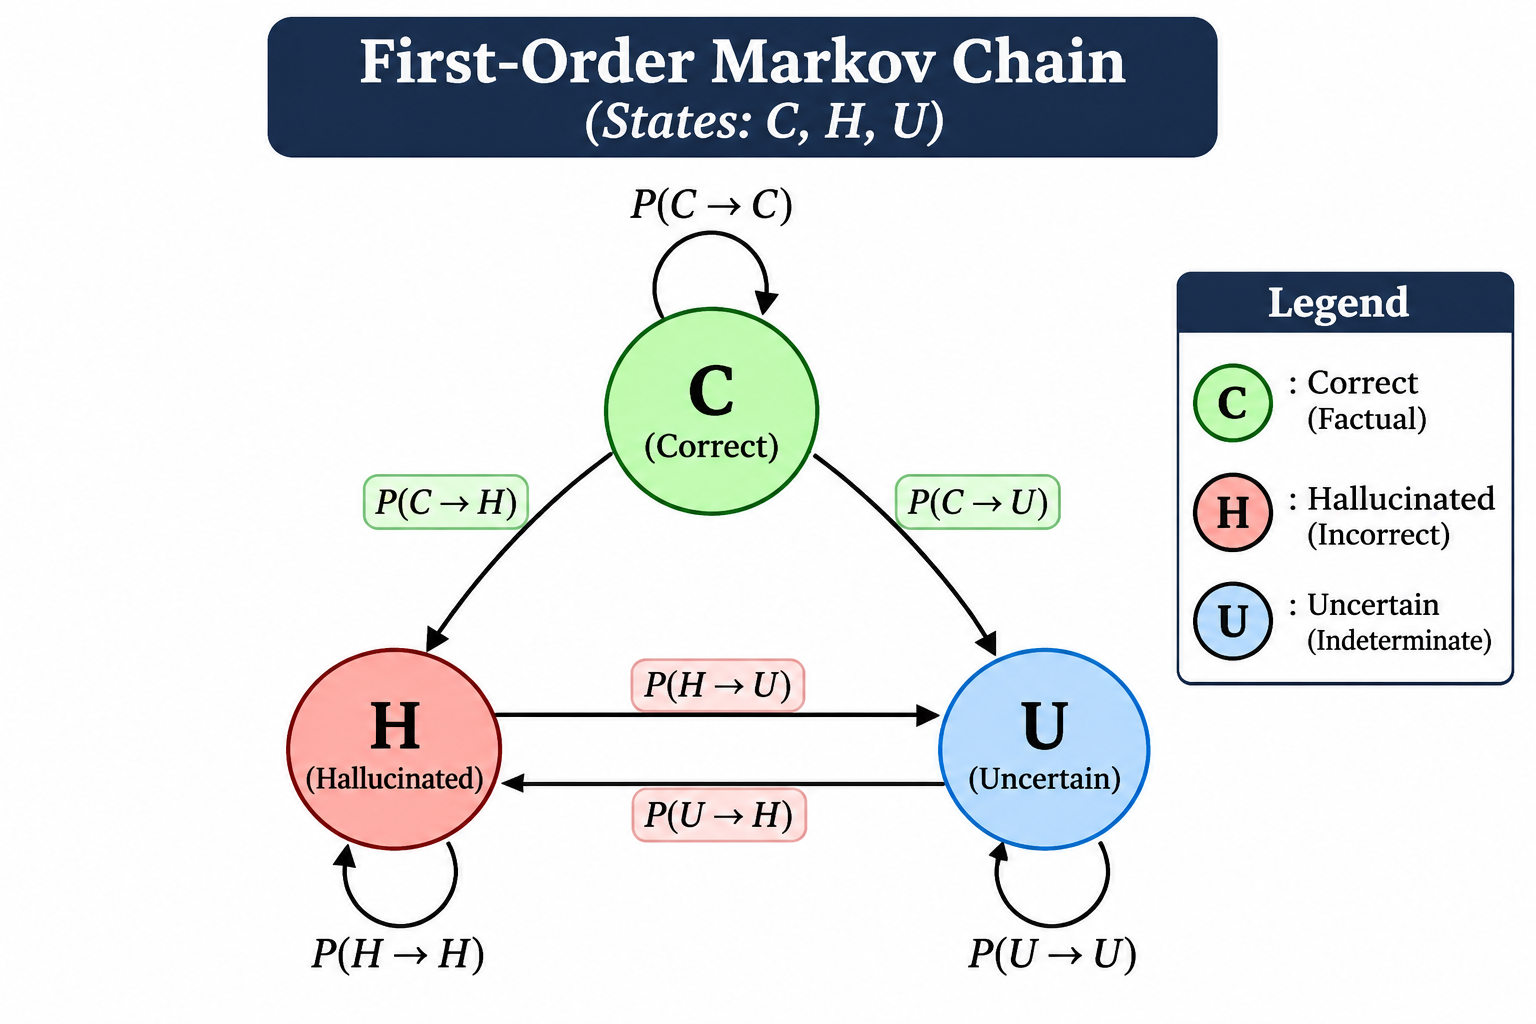 First-Order Markov Chain
(States: C, H, U)
P(C → C)
C
(Correct)
P(C → H)
P(C → U)
H
(Hallucinated)
P(H → U)
P(U → H)
U
(Uncertain)
P(H → H)
P(U → U)
Legend
C : Correct
(Factual)
H : Hallucinated
(Incorrect)
U : Uncertain
(Indeterminate)